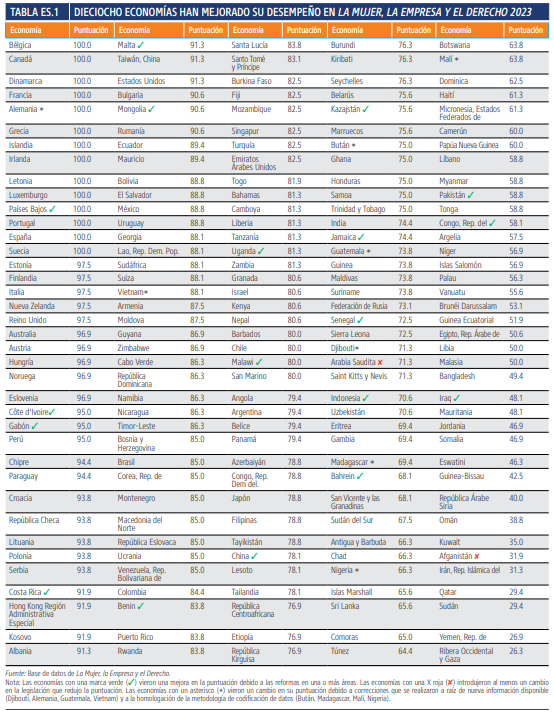 TABLA ES.1 DIECIOCHO ECONOMÍAS HAN MEJORADO SU DESEMPEÑO EN LA MUJER, LA EMPRESA Y EL DERECHO 2023
Economía Puntuación Economía Puntuación Economía Puntuación Economía Puntuación Economía Puntuación
Bélgica 100.0 Malta ✓ 91.3 Santa Lucía 83.8 Burundi 76.3 Botswana 63.8
Canadá 100.0 Taiwán, China 91.3 Santo Tomé y Príncipe 83.1 Kiribati 76.3 Malí * 63.8
Dinamarca 100.0 Estados Unidos 91.3 Burkina Faso 82.5 Seychelles 76.3 Dominica 62.5
Francia 100.0 Bulgaria 90.6 Fiji 82.5 Belarús 75.6 Haití 61.3
Alemania * 100.0 Mongolia ✓ 90.6 Mozambique 82.5 Kazajstán ✓ 75.6 Micronesia, Estados Federados de 61.3
Grecia 100.0 Rumanía 90.6 Singapur 82.5 Marruecos 75.6 Camerún 60.0
Islandia 100.0 Ecuador 89.4 Turquía 82.5 Bután * 75.0 Papúa Nueva Guinea 60.0
Irlanda 100.0 Mauricio 89.4 Emiratos Árabes Unidos 82.5 Ghana 75.0 Líbano 58.8
Letonia 100.0 Bolivia 88.8 Togo 81.9 Honduras 75.0 Myanmar 58.8
Luxemburgo 100.0 El Salvador 88.8 Bahamas 81.3 Samoa 75.0 Pakistán ✓ 58.8
Países Bajos ✓ 100.0 México 88.8 Camboya 81.3 Trinidad y Tobago 75.0 Tonga 58.8
Portugal 100.0 Uruguay 88.8 Liberia 81.3 India 74.4 Congo, Rep. del ✓ 58.1
España 100.0 Georgia 88.1 Tanzanía 81.3 Jamaica ✓ 74.4 Argelia 57.5
Suecia 100.0 Lao, Rep. Dem. Pop. 88.1 Uganda ✓ 81.3 Guatemala * 73.8 Níger 56.9
Estonia 97.5 Sudáfrica 88.1 Zambia 81.3 Guinea 73.8 Islas Salomón 56.9
Finlandia 97.5 Suiza 88.1 Granada 80.6 Maldivas 73.8 Palau 56.3
Italia 97.5 Vietnam* 88.1 Israel 80.6 Suriname 73.8 Vanuatu 55.6
Nueva Zelanda 97.5 Armenia 87.5 Kenya 80.6 Federación de Rusia 73.1 Brunéi Darussalam 53.1
Reino Unido 97.5 Moldova 87.5 Nepal 80.6 Senegal ✓ 72.5 Guinea Ecuatorial 51.9
Australia 96.9 Guyana 86.9 Barbados 80.0 Sierra Leona 72.5 Egipto, Rep. Árabe de 50.6
Austria 96.9 Zimbabwe 86.9 Chile 80.0 Djibouti* 71.3 Libia 50.0
Hungría 96.9 Cabo Verde 86.3 Malawi ✓ 80.0 Arabia Saudita ✘ 71.3 Malasia 50.0
Noruega 96.9 República Dominicana 86.3 San Marino 80.0 Saint Kitts y Nevis 71.3 Bangladesh 49.4
Eslovenia 96.9 Namibia 86.3 Angola 79.4 Indonesia ✓ 70.6 Iraq ✓ 48.1
Côte d'Ivoire ✓ 95.0 Nicaragua 86.3 Argentina 79.4 Uzbekistán 70.6 Mauritania 48.1
Gabón ✓ 95.0 Timor-Leste 86.3 Belice 79.4 Eritrea 69.4 Jordania 46.9
Perú 95.0 Bosnia y Herzegovina 85.0 Panamá 79.4 Gambia 69.4 Somalia 46.9
Chipre 94.4 Brasil 85.0 Azerbaiyán 78.8 Madagascar * 69.4 Eswatini 46.3
Paraguay 94.4 Corea, Rep. de 85.0 Congo, Rep. Dem del. 78.8 Bahrein ✓ 68.1 Guinea-Bissau 42.5
Croacia 93.8 Montenegro 85.0 Japón 78.8 San Vicente y las Granadinas 68.1 República Árabe Siria 40.0
República Checa 93.8 Macedonia del Norte 85.0 Filipinas 78.8 Sudán del Sur 67.5 Omán 38.8
Lituania 93.8 República Eslovaca 85.0 Tayikistán 78.8 Antigua y Barbuda 66.3 Kuwait 35.0
Polonia 93.8 Ucrania 85.0 China ✓ 78.1 Chad 66.3 Afganistán ✘ 31.9
Serbia 93.8 Venezuela, Rep. Bolivariana de 85.0 Lesoto 78.1 Nigeria * 66.3 Irán, Rep. Islámica del 31.3
Costa Rica ✓ 91.9 Colombia 84.4 Tailandia 78.1 Islas Marshall 65.6 Qatar 29.4
Hong Kong Región Administrativa Especial 91.9 Benin ✓ 83.8 República Centroafricana 76.9 Sri Lanka 65.6 Sudán 29.4
Kosovo 91.9 Puerto Rico 83.8 Etiopía 76.9 Comoras 65.0 Yemen, Rep. de 26.9
Albania 91.3 Rwanda 83.8 República Kirguisa 76.9 Túnez 64.4 Ribera Occidental y Gaza 26.3
Fuente: Base de datos de La Mujer, la Empresa y el Derecho.
Nota: Las economías con una marca verde (✓) vieron una mejora en la puntuación debido a las reformas en una o más áreas. Las economías con una X roja (✘) introdujeron al menos un cambio
en la legislación que redujo la puntuación. Las economías con un asterisco (*) vieron un cambio en su puntuación debido a correcciones que se realizaron a raíz de nueva información disponible
(Djibouti, Alemania, Guatemala, Vietnam) y a la homologación de la metodología de codificación de datos (Bután, Madagascar, Malí, Nigeria).